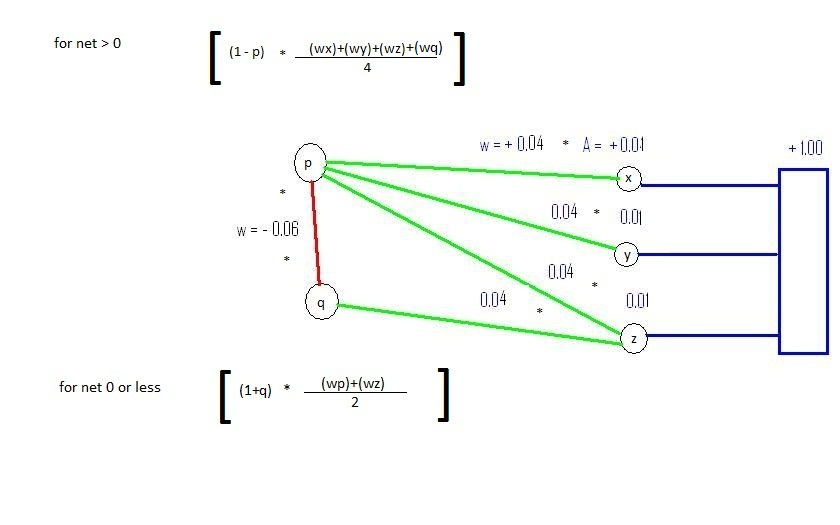 for net > 0
[ (1 - p) * (wx)+(wy)+(wz)+(wq) ]
4
w = + 0.04 * A = +0.01
+ 1.00
p
x
*
0.04 * 0.01
w = - 0.06
y
*
0.04
*
q
0.04
*
0.01
z
for net 0 or less
[ (1+q) * (wp)+(wz) ]
2